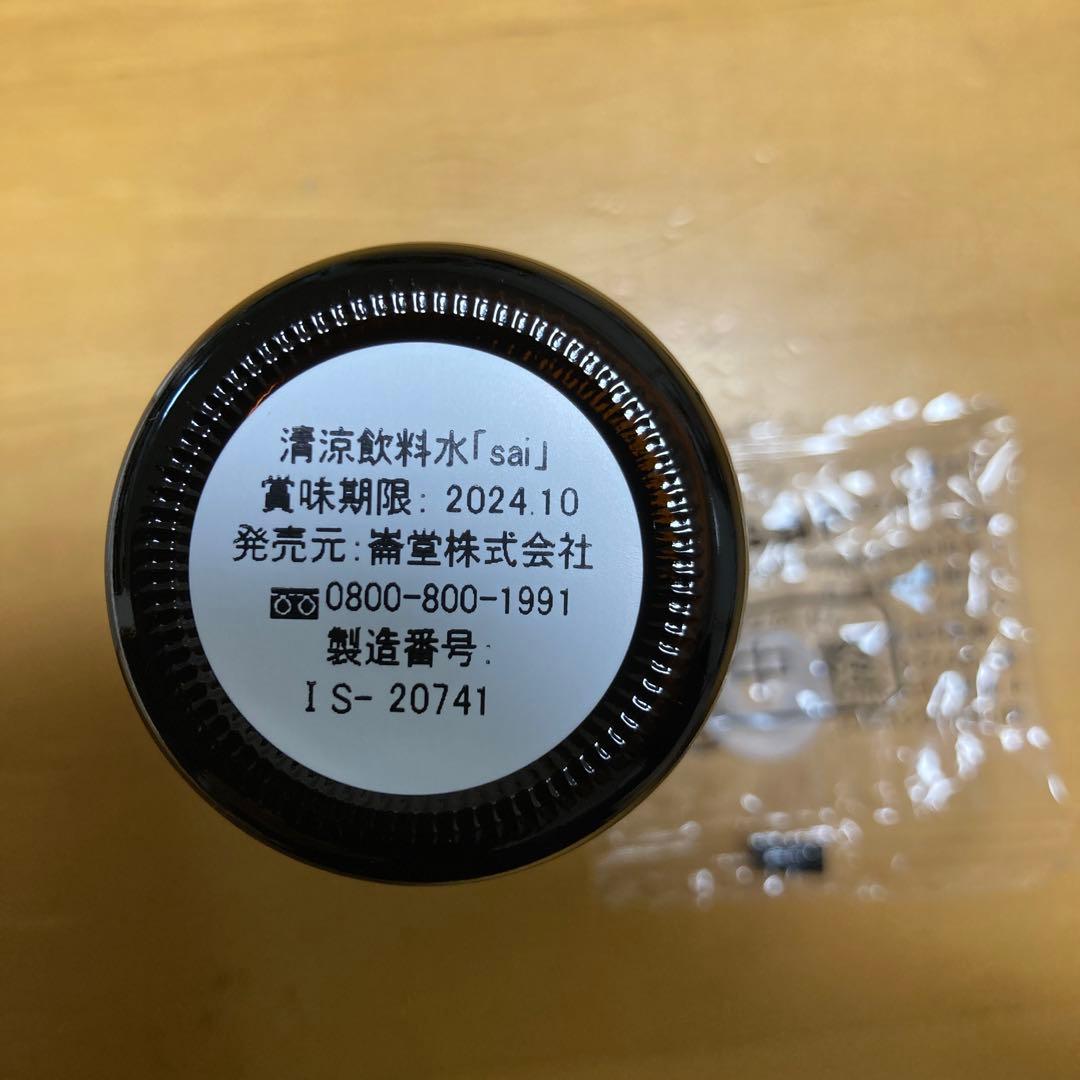 清涼飲料水「sai」
賞味期限: 2024.10
発売元:崙堂株式会社
0800-800-1991
製造番号:
IS-20741